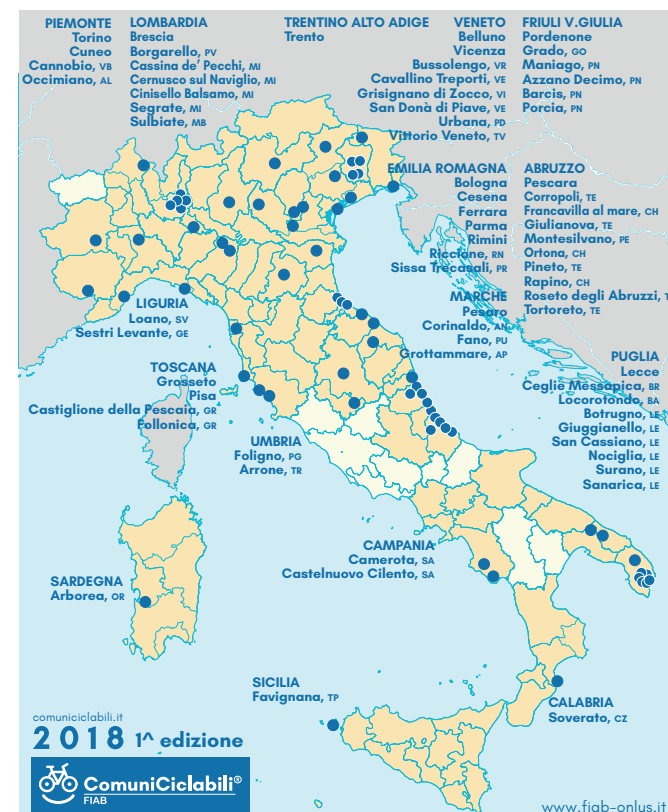 PIEMONTE
Torino
Cuneo
Cannobio, VB
Occimiano, AL
LOMBARDIA
Brescia
Borgarello, PV
Cassina de' Pecchi, MI
Cernusco sul Naviglio, MI
Cinisello Balsamo, MI
Segrate, MI
Sulbiate, MB
TRENTINO ALTO ADIGE
Trento
VENETO
Belluno
Vicenza
Bussolengo, VR
Cavallino Treporti, VE
Grisignano di Zocco, VI
San Donà di Piave, VE
Urbana, PD
Vittorio Veneto, TV
FRIULI V.GIULIA
Pordenone
Grado, GO
Maniago, PN
Azzano Decimo, PN
Barcis, PN
Porcia, PN
EMILIA ROMAGNA
Bologna
Cesena
Ferrara
Parma
Rimini
Riccione, RN
Sissa Trecasali, PR
ABRUZZO
Pescara
Corropoli, TE
Francavilla al mare, CH
Giulianova, TE
Montesilvano, PE
Ortona, CH
Pineto, TE
Rapino, CH
Roseto degli Abruzzi, T
Tortoreto, TE
MARCHE
Pesaro
Corinaldo, AN
Fano, PU
Grottammare, AP
LIGURIA
Loano, SV
Sestri Levante, GE
TOSCANA
Grosseto
Pisa
Castiglione della Pescaia, GR
Follonica, GR
PUGLIA
Lecce
Ceglie Messapica, BR
Locorotondo, BA
Botrugno, LE
Giuggianello, LE
San Cassiano, LE
Nociglia, LE
Surano, LE
Sanarica, LE
UMBRIA
Foligno, PG
Arrone, TR
CAMPANIA
Camerota, SA
Castelnuovo Cilento, SA
SARDEGNA
Arborea, OR
SICILIA
Favignana, TP
CALABRIA
Soverato, CZ
comuniciclabili.it
2018 1^ edizione
ComuniCiclabili®
FIAB
www.fiab-onlus.it